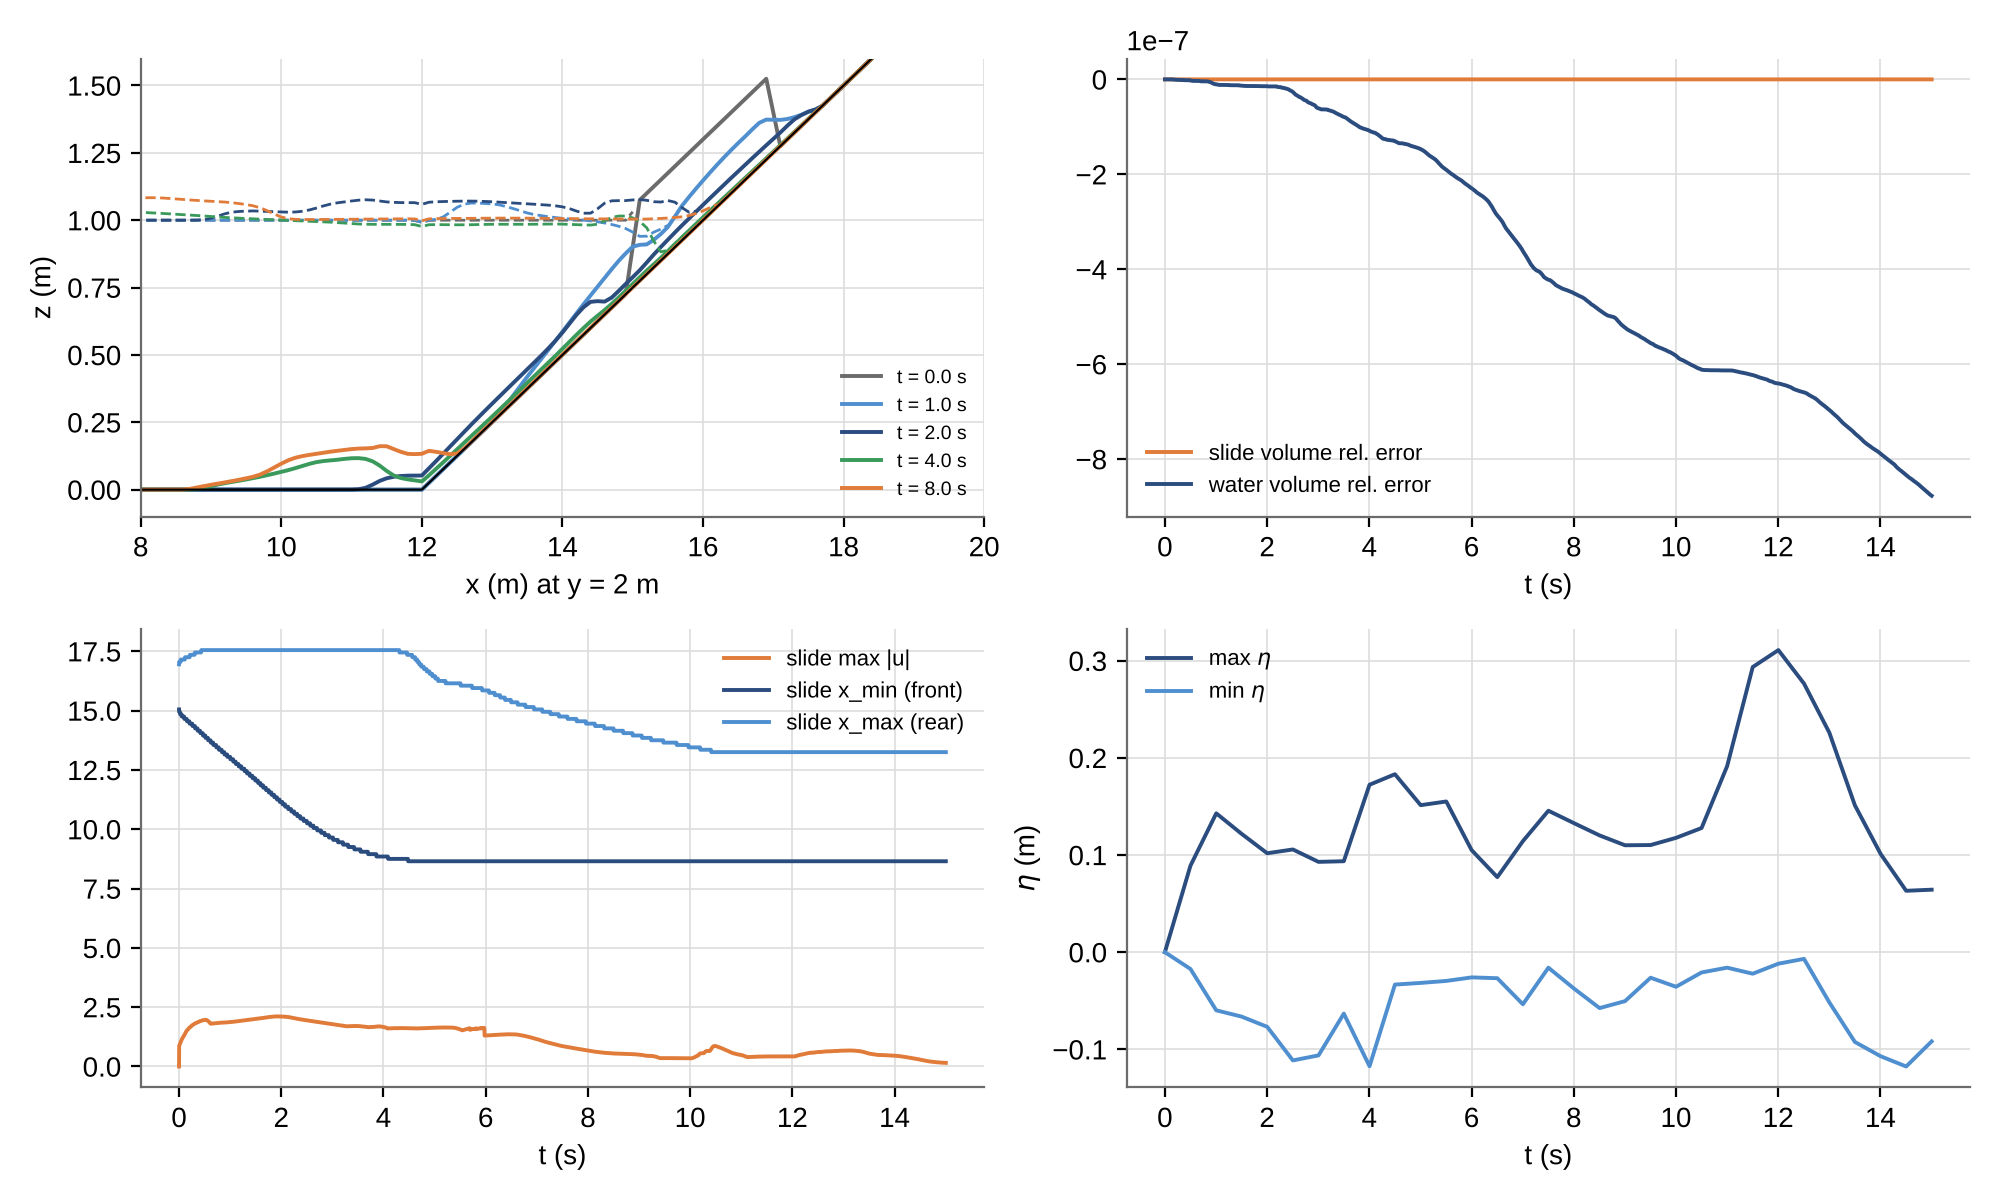 1.50
1.25
1.00
0.75
0.50
0.25
0.00
z (m)
8 10 12 14 16 18 20
x (m) at y = 2 m
t = 0.0 s
t = 1.0 s
t = 2.0 s
t = 4.0 s
t = 8.0 s
1e−7
0
−2
−4
−6
−8
0 2 4 6 8 10 12 14
t (s)
slide volume rel. error
water volume rel. error
17.5
15.0
12.5
10.0
7.5
5.0
2.5
0.0
0 2 4 6 8 10 12 14
t (s)
slide max |u|
slide x_min (front)
slide x_max (rear)
0.3
0.2
0.1
0.0
−0.1
η (m)
0 2 4 6 8 10 12 14
t (s)
max η
min η